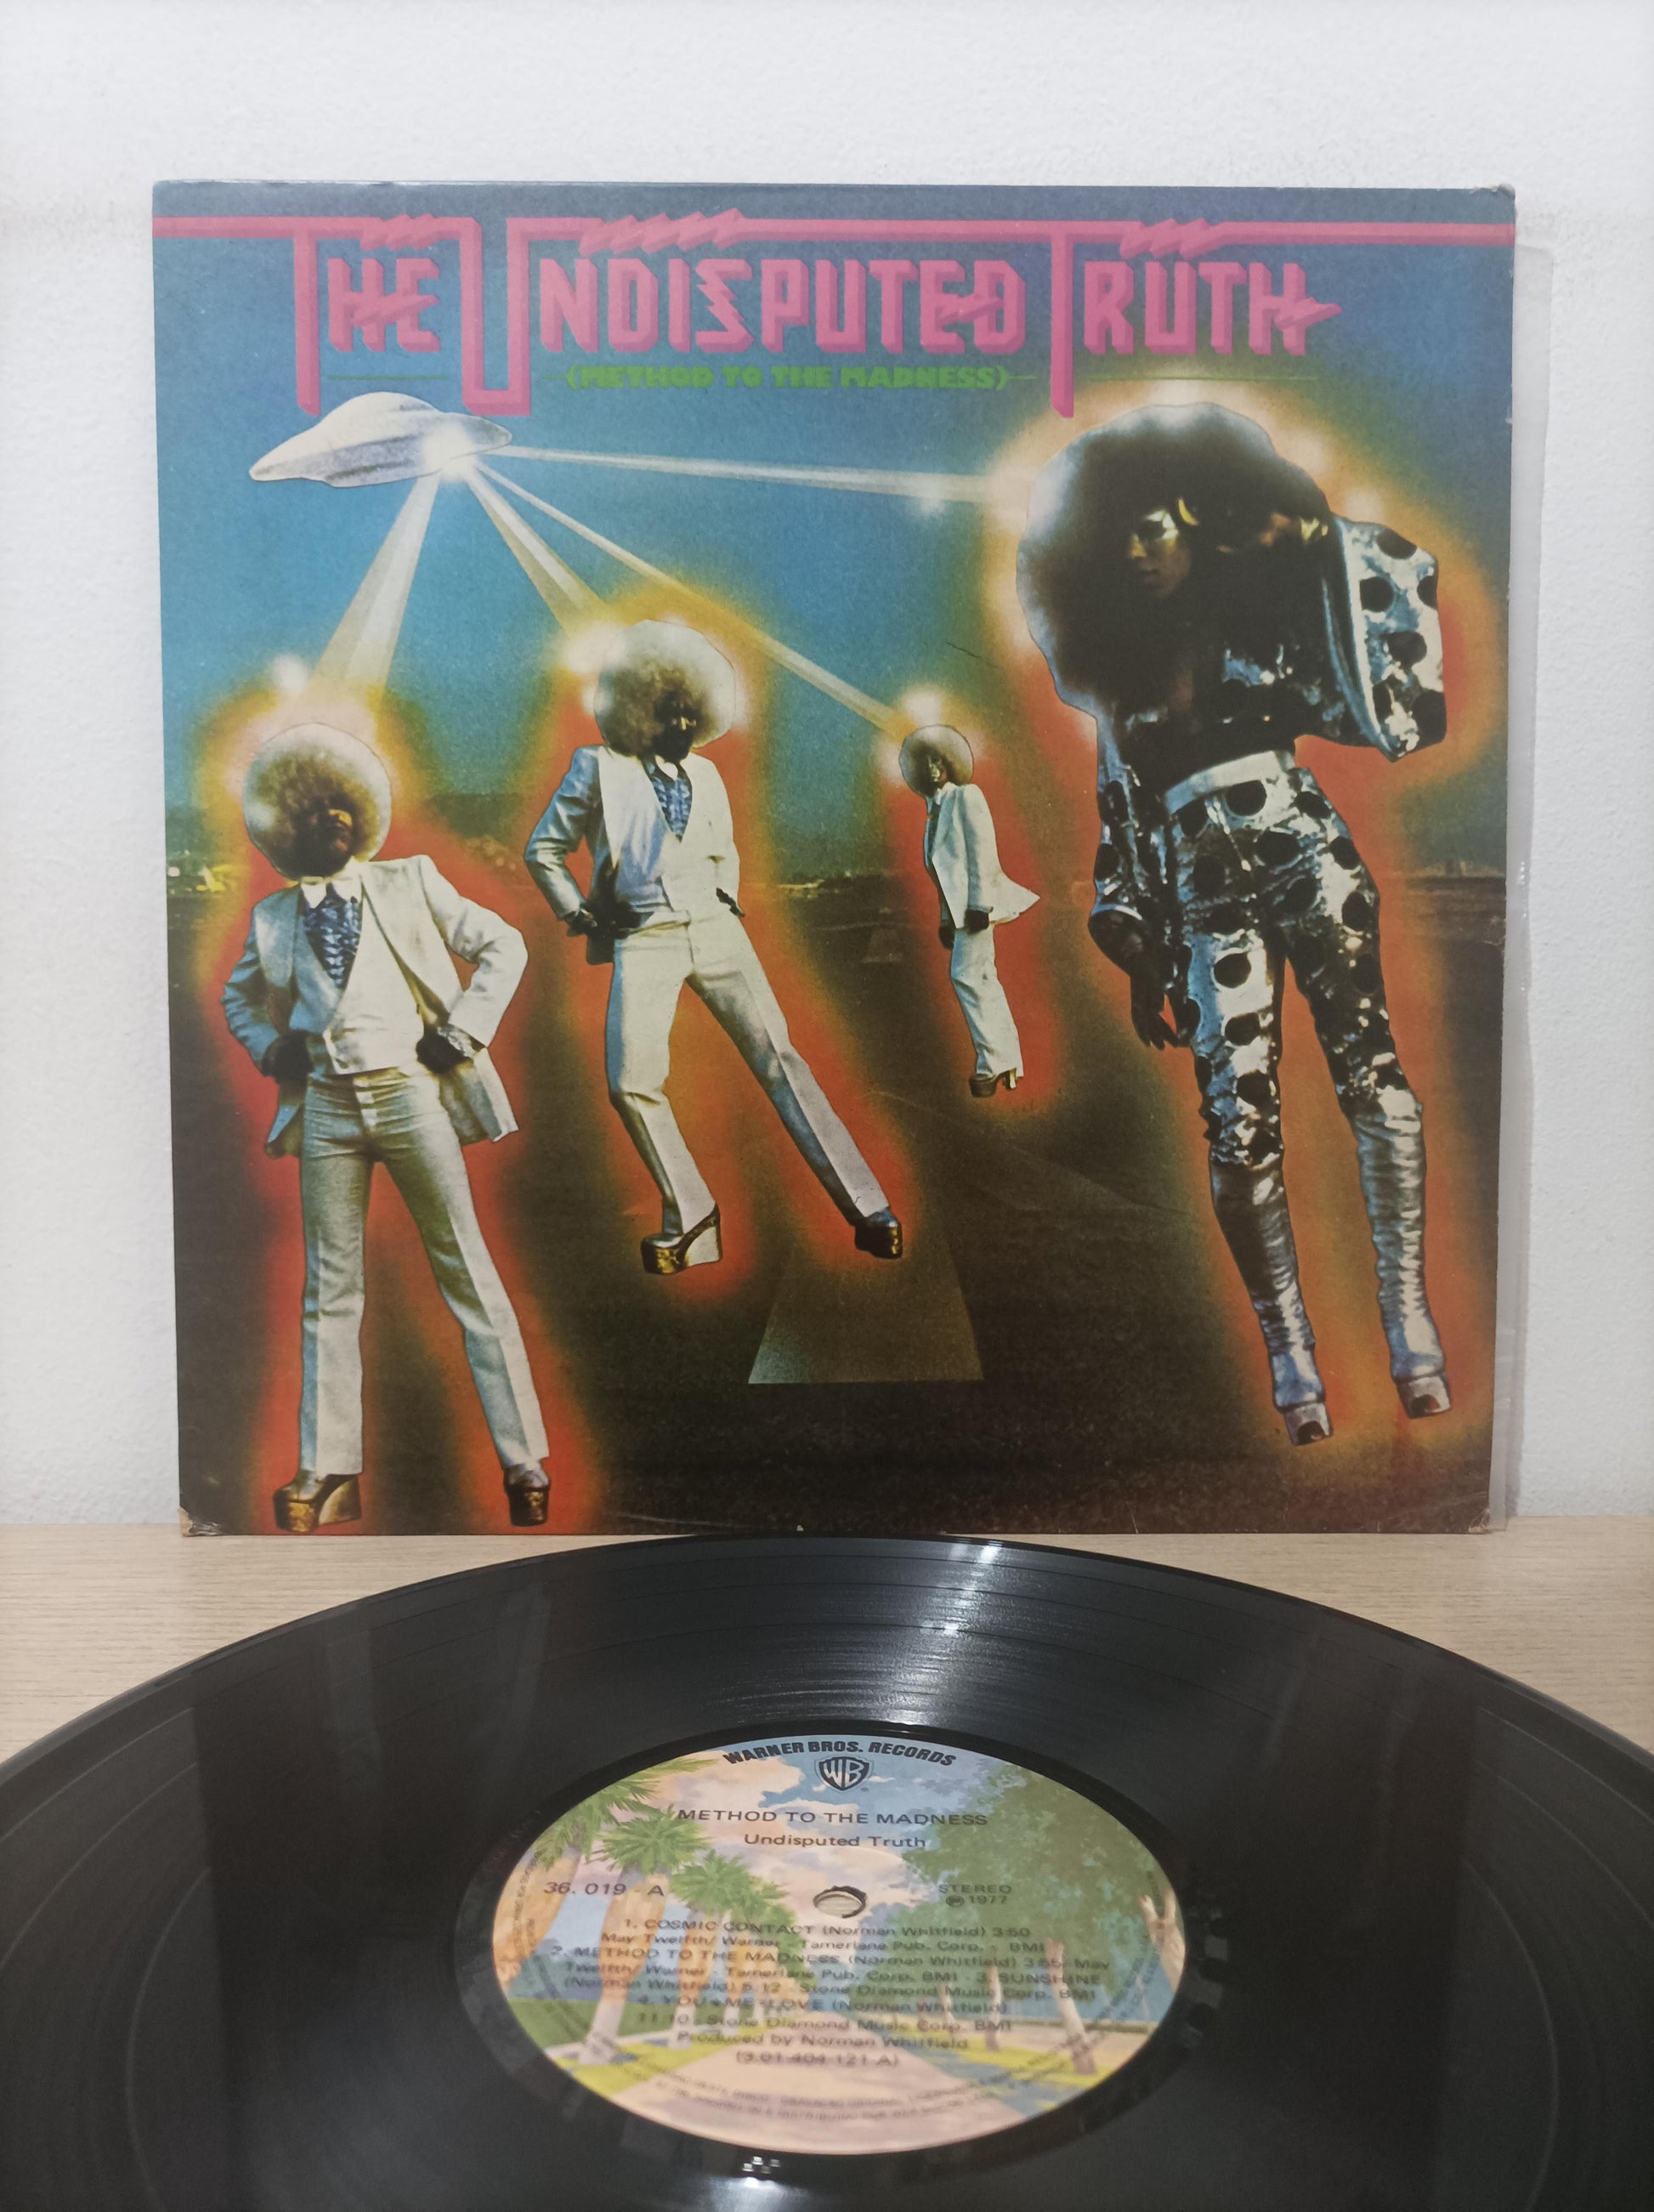 THE UNDISPUTED TRUTH
(METHOD TO THE MADNESS)
WARNER BROS. RECORDS
WB
METHOD TO THE MADNESS
Undisputed Truth
36. 019 - A
STEREO
℗ 1977
1. COSMIC CONTACT (Norman Whitfield) 3:50
May Twelfth/ Warner - Tamerlane Pub. Corp. - BMI
2. METHOD TO THE MADNESS (Norman Whitfield) May
Twelfth/ Warner - Tamerlane Pub. Corp. BMI - 3. SUNSHINE
(Norman Whitfield) 5:12 - Stone Diamond Music Corp. BMI
4. YOU+ME=LOVE (Norman Whitfield)
11:10 - Stone Diamond Music Corp. BMI
Produced by Norman Whitfield
(3.01.404.121-A)